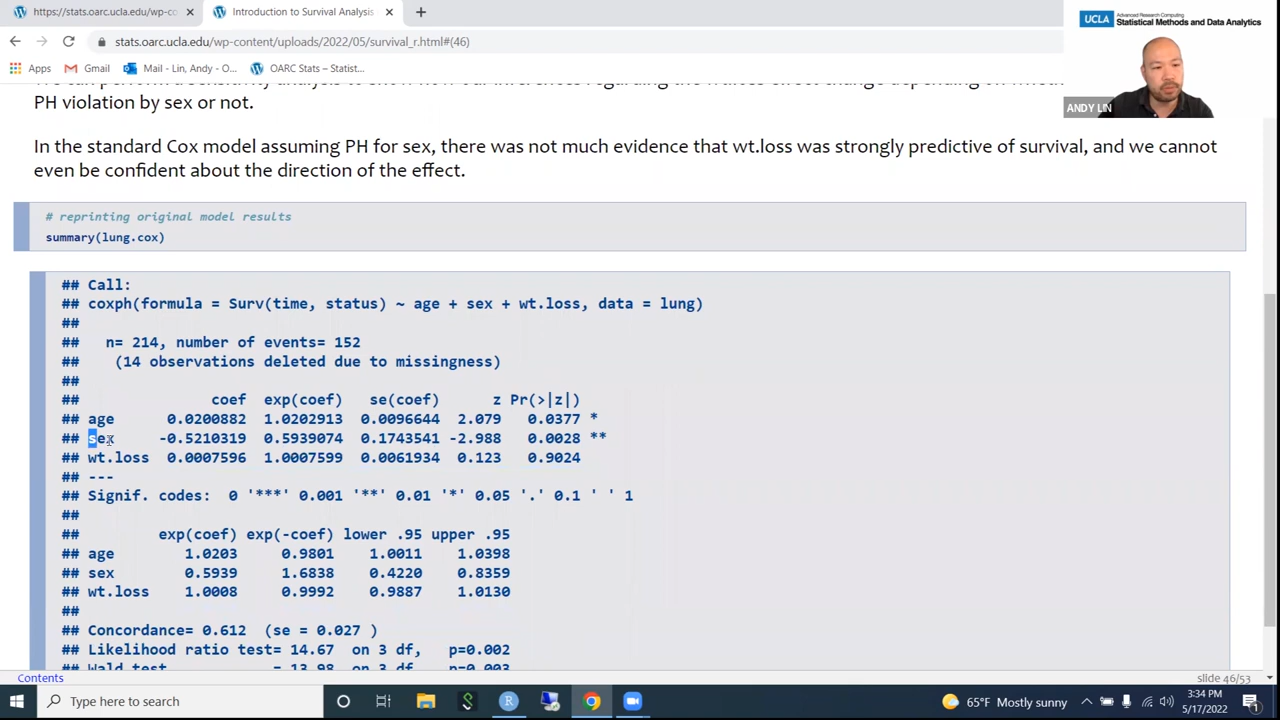 https://stats.oarc.ucla.edu/wp-co
Introduction to Survival Analysis
stats.oarc.ucla.edu/wp-content/uploads/2022/05/survival_r.html#(46)
Apps
Gmail
Mail - Lin, Andy - O...
OARC Stats – Statist...
UCLA
Advanced Research Computing
Statistical Methods and Data Analytics
ANDY LIN
PH violation by sex or not.
In the standard Cox model assuming PH for sex, there was not much evidence that wt.loss was strongly predictive of survival, and we cannot
even be confident about the direction of the effect.
# reprinting original model results
summary(lung.cox)
## Call:
## coxph(formula = Surv(time, status) ~ age + sex + wt.loss, data = lung)
##
##   n= 214, number of events= 152
##    (14 observations deleted due to missingness)
##
##              coef  exp(coef)   se(coef)      z Pr(>|z|)
## age      0.0200882  1.0202913  0.0096644  2.079   0.0377 *
## sex     -0.5210319  0.5939074  0.1743541 -2.988   0.0028 **
## wt.loss  0.0007596  1.0007599  0.0061934  0.123   0.9024
## ---
## Signif. codes:  0 '***' 0.001 '**' 0.01 '*' 0.05 '.' 0.1 ' ' 1
##
##         exp(coef) exp(-coef) lower .95 upper .95
## age        1.0203     0.9801    1.0011    1.0398
## sex        0.5939     1.6838    0.4220    0.8359
## wt.loss    1.0008     0.9992    0.9887    1.0130
##
## Concordance= 0.612  (se = 0.027 )
## Likelihood ratio test= 14.67  on 3 df,   p=0.002
## Wald test            = 13.98  on 3 df,   p=0.003
Contents
slide 46/53
Type here to search
65°F Mostly sunny
3:34 PM
5/17/2022